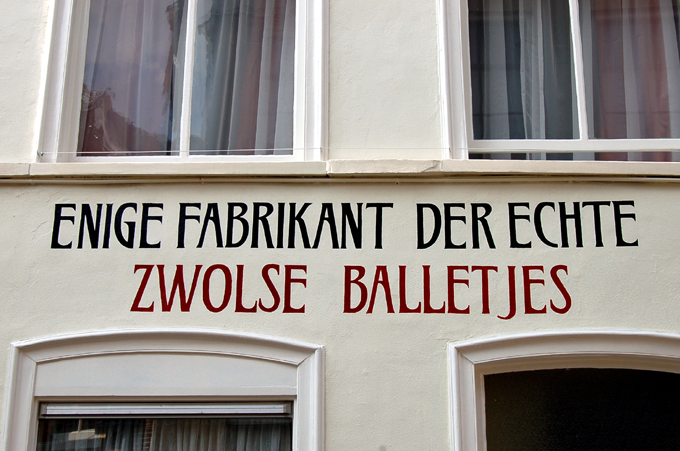 ENIGE FABRIKANT DER ECHTE
ZWOLSE BALLETJES